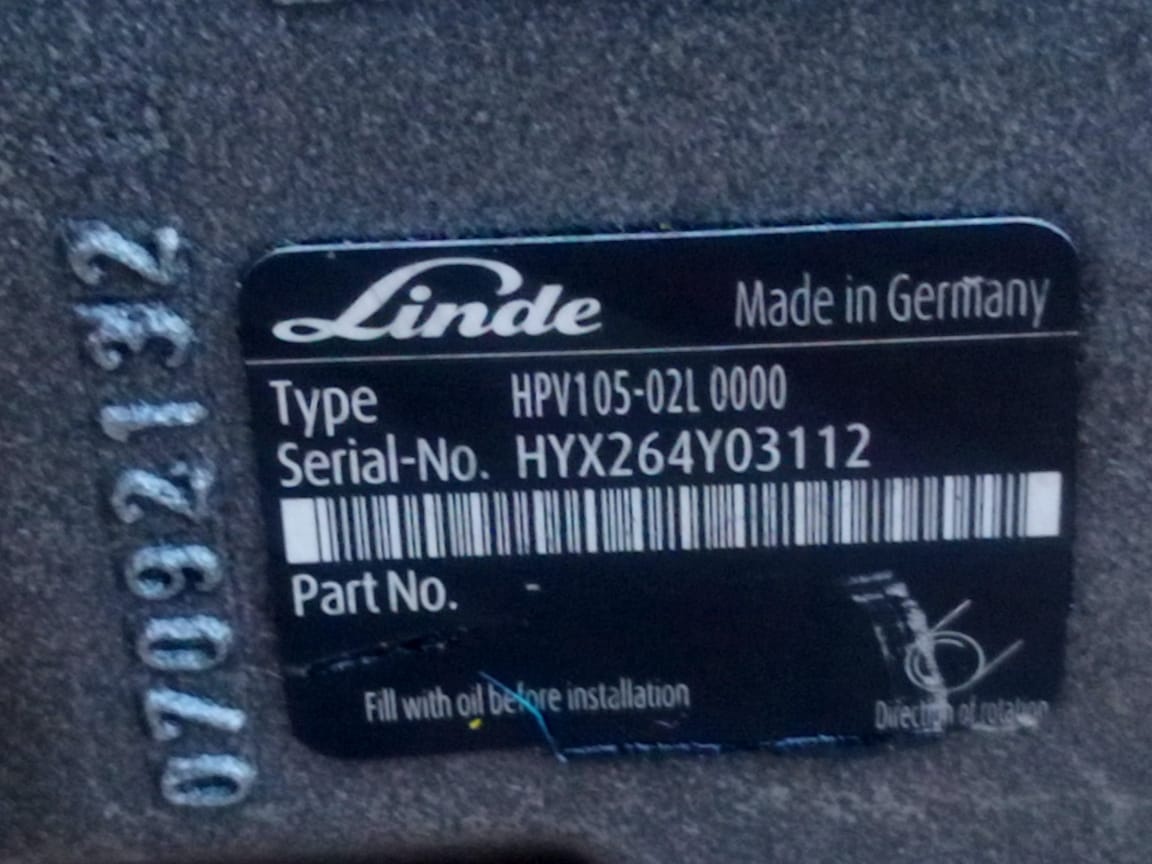 Linde
Made in Germany
Type HPV105-02L 0000
Serial-No. HYX264Y03112
Part No. -
Fill with oil before installation
Direction of rotation
07092132